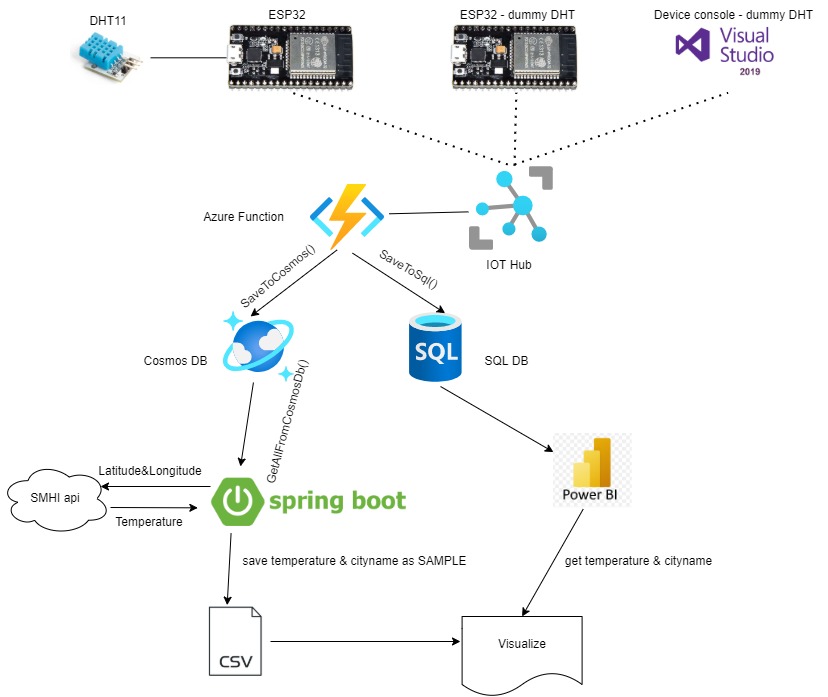 DHT11
ESP32
ESP32 - dummy DHT
Device console - dummy DHT
Visual
Studio
2019
Azure Function
IOT Hub
SaveToCosmos()
SaveToSql()
Cosmos DB
SQL
SQL DB
GetAllFromCosmosDb()
Power BI
Latitude&Longitude
SMHI api
Temperature
spring boot
save temperature & cityname as SAMPLE
get temperature & cityname
CSV
Visualize